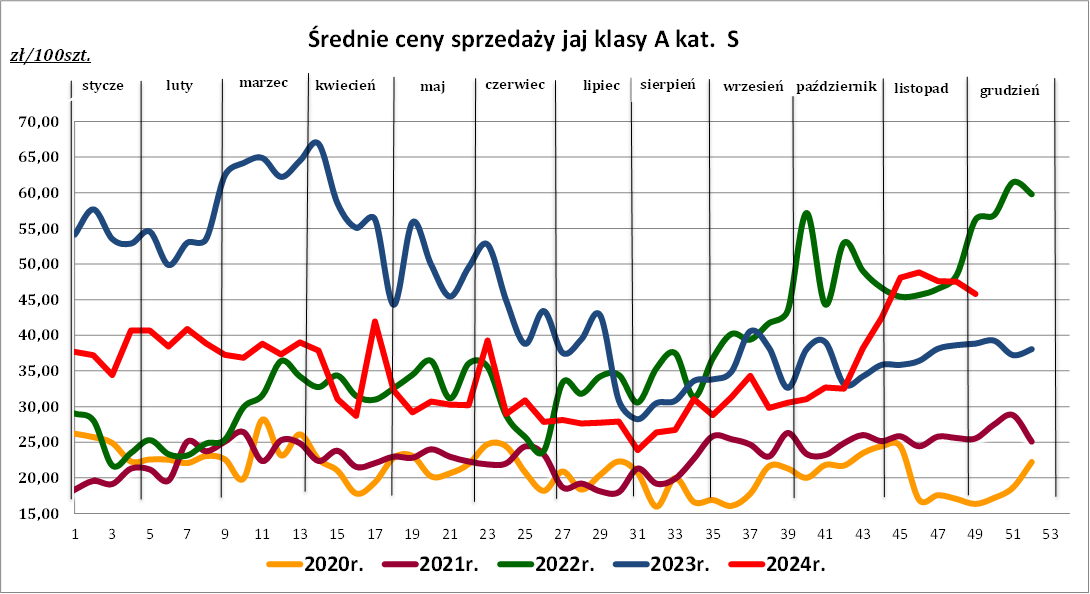 Średnie ceny sprzedaży jaj klasy A kat. S
zł/100szt.
stycze luty marzec kwiecień maj czerwiec lipiec sierpień wrzesień październik listopad grudzień
70,00
65,00
60,00
55,00
50,00
45,00
40,00
35,00
30,00
25,00
20,00
15,00
1 3 5 7 9 11 13 15 17 19 21 23 25 27 29 31 33 35 37 39 41 43 45 47 49 51 53
2020r. 2021r. 2022r. 2023r. 2024r.